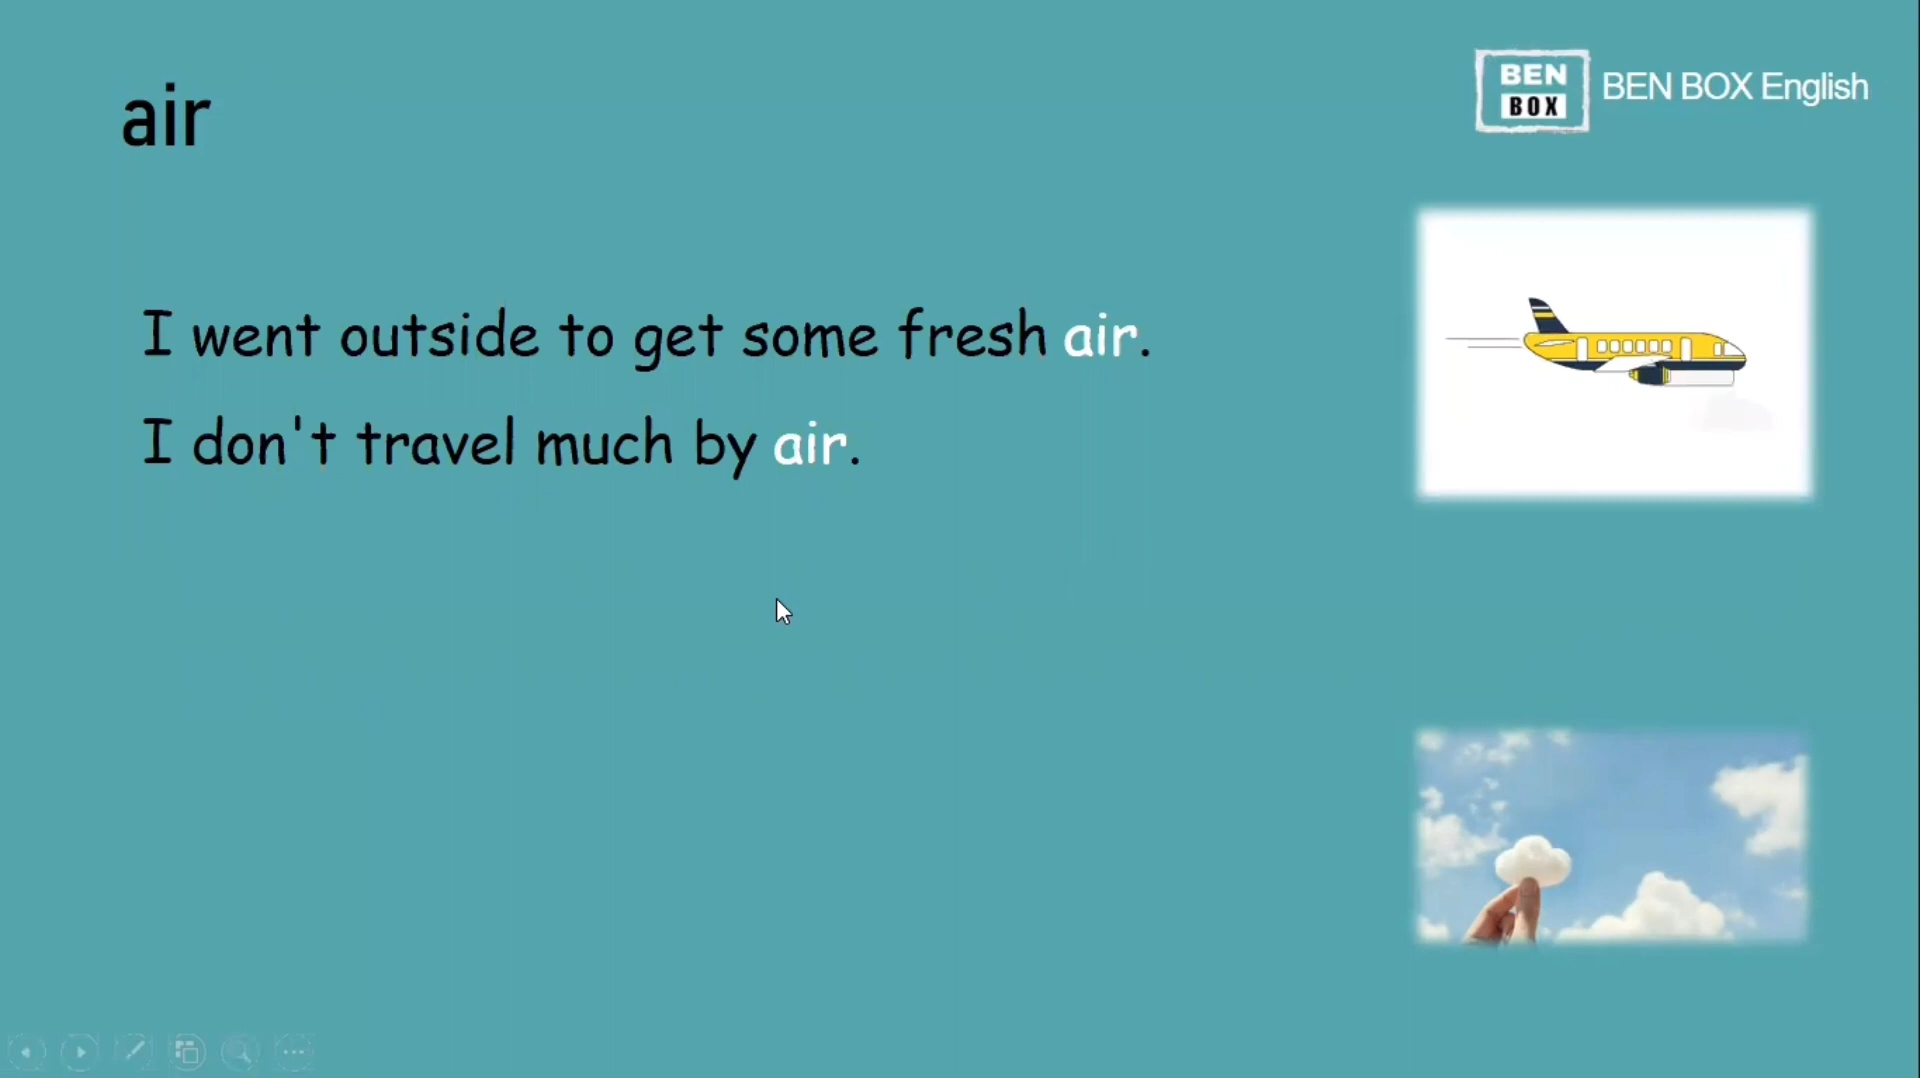 air
BEN
BOX
BEN BOX English
I went outside to get some fresh air.
I don't travel much by air.